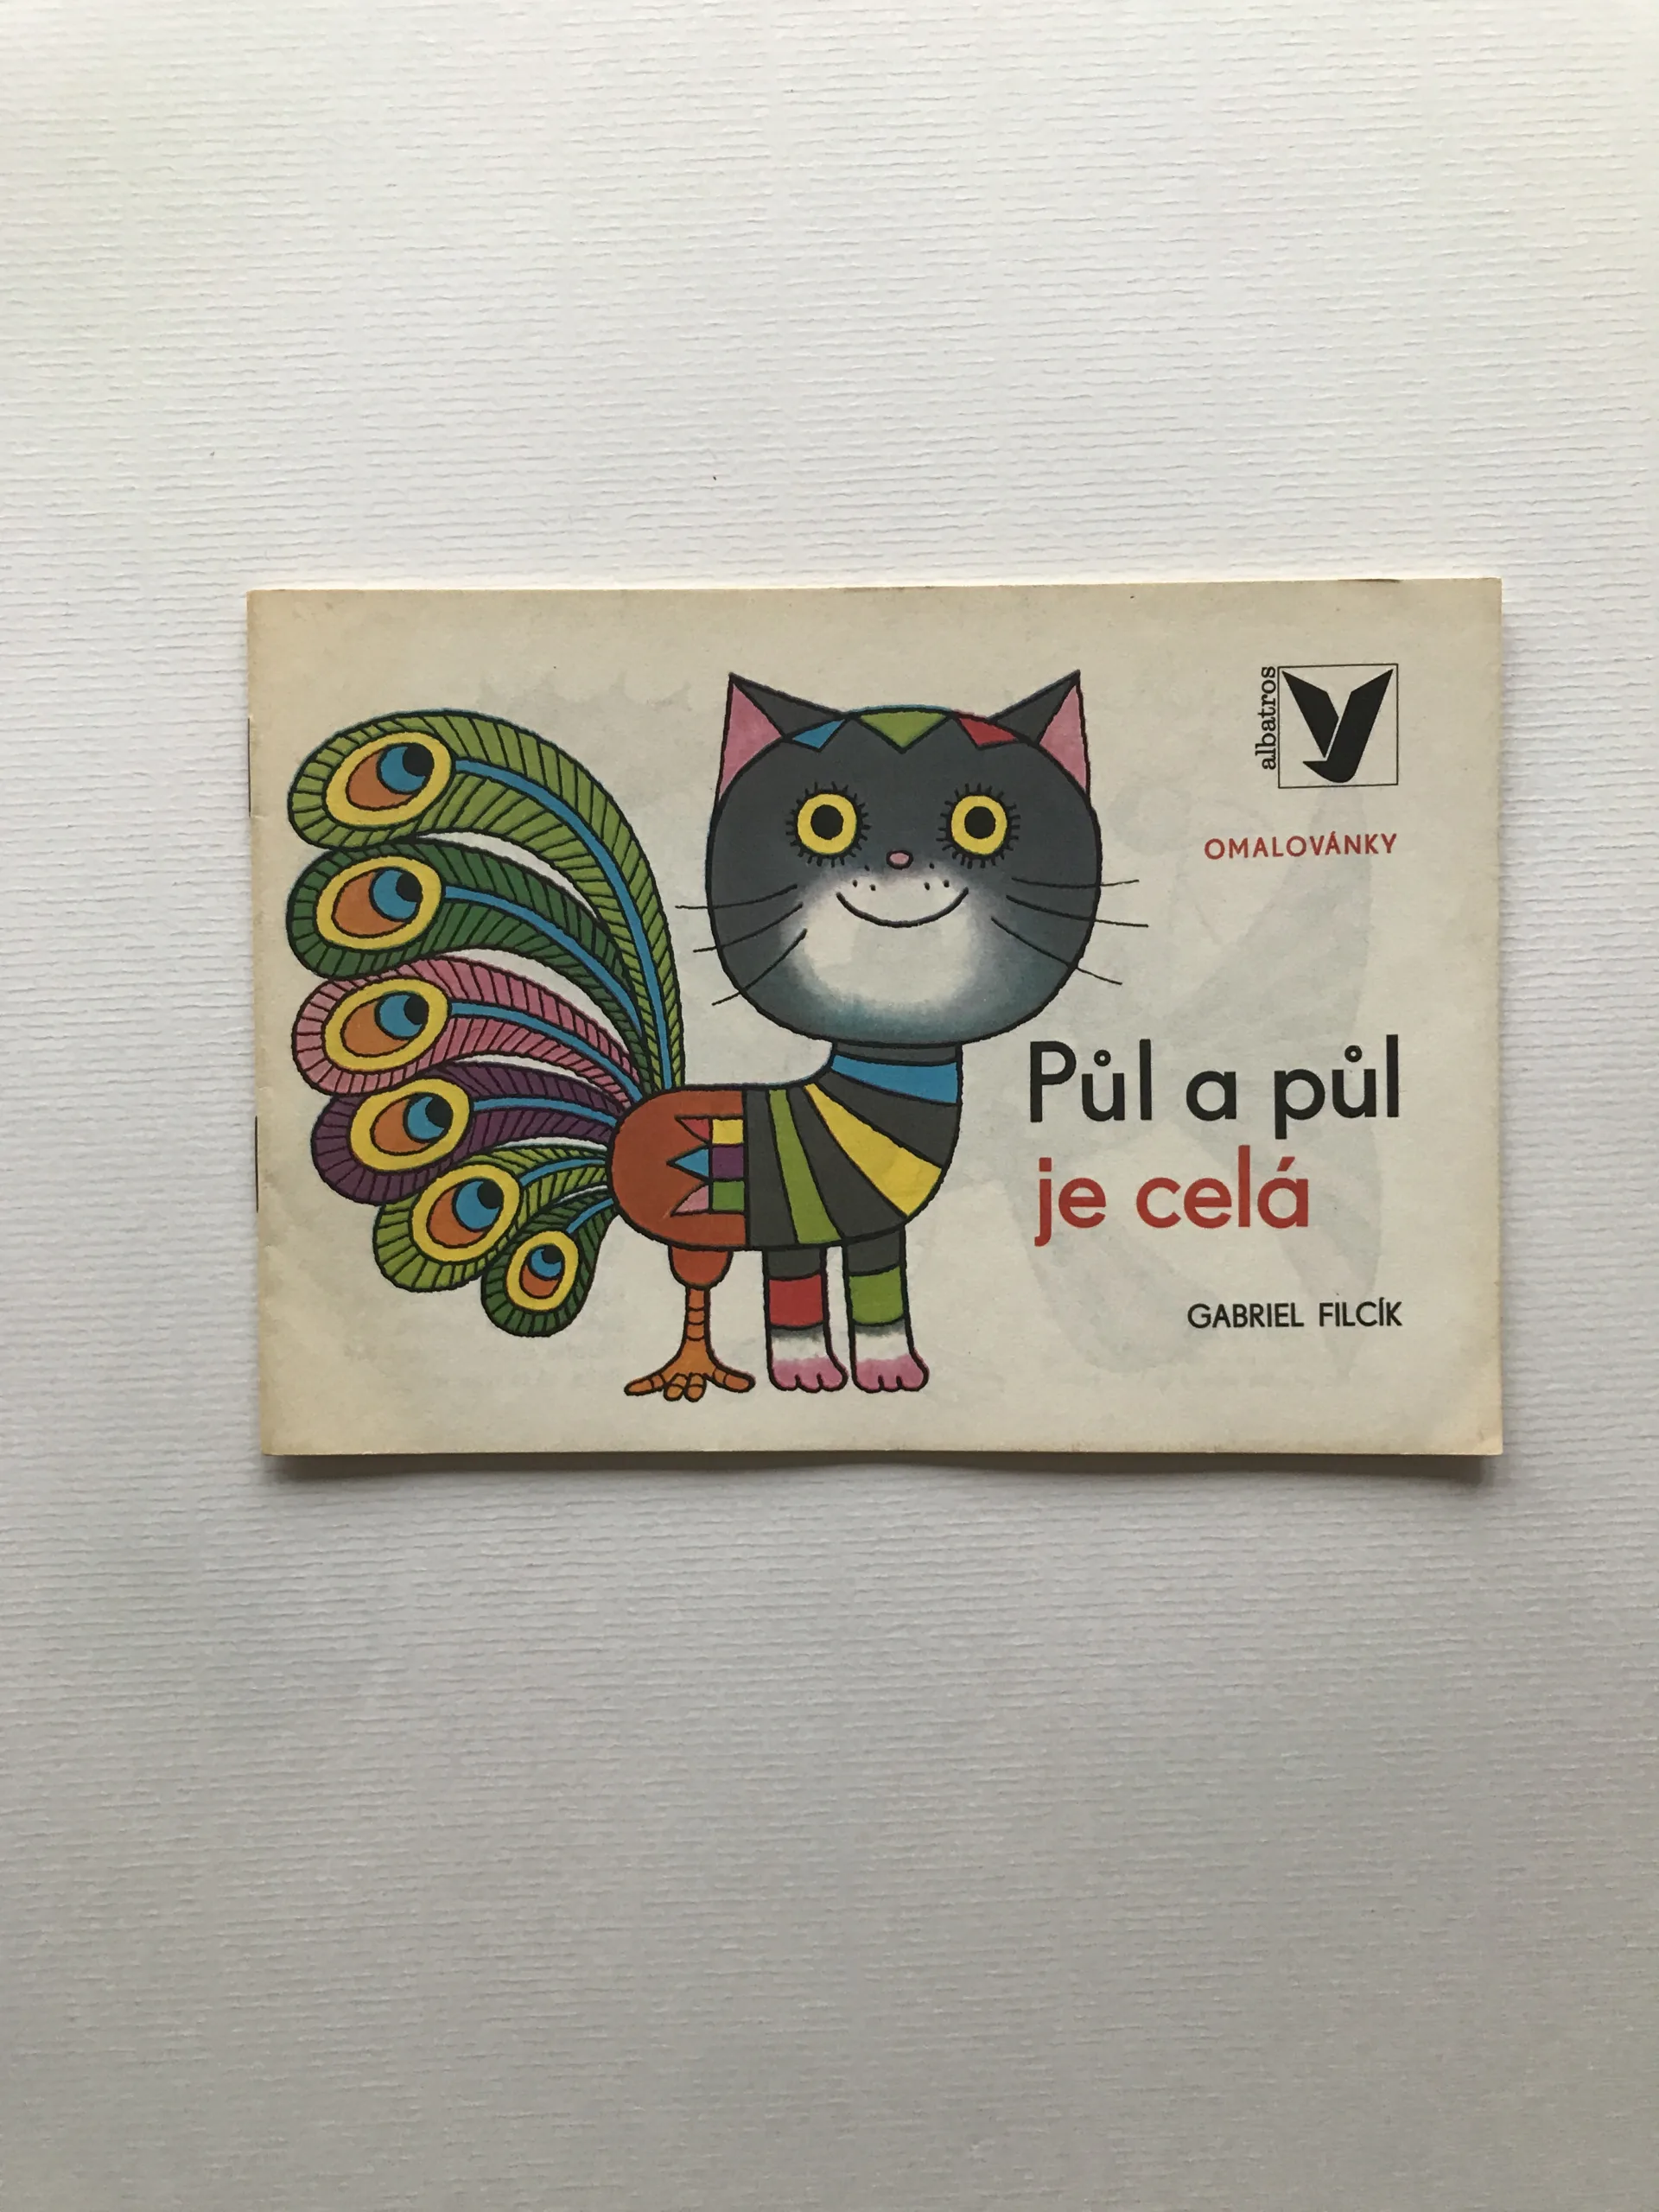 albatros
OMALOVÁNKY
Půl a půl
je celá
GABRIEL FILCÍK